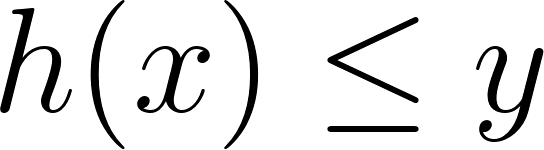 h(x) ≤ y